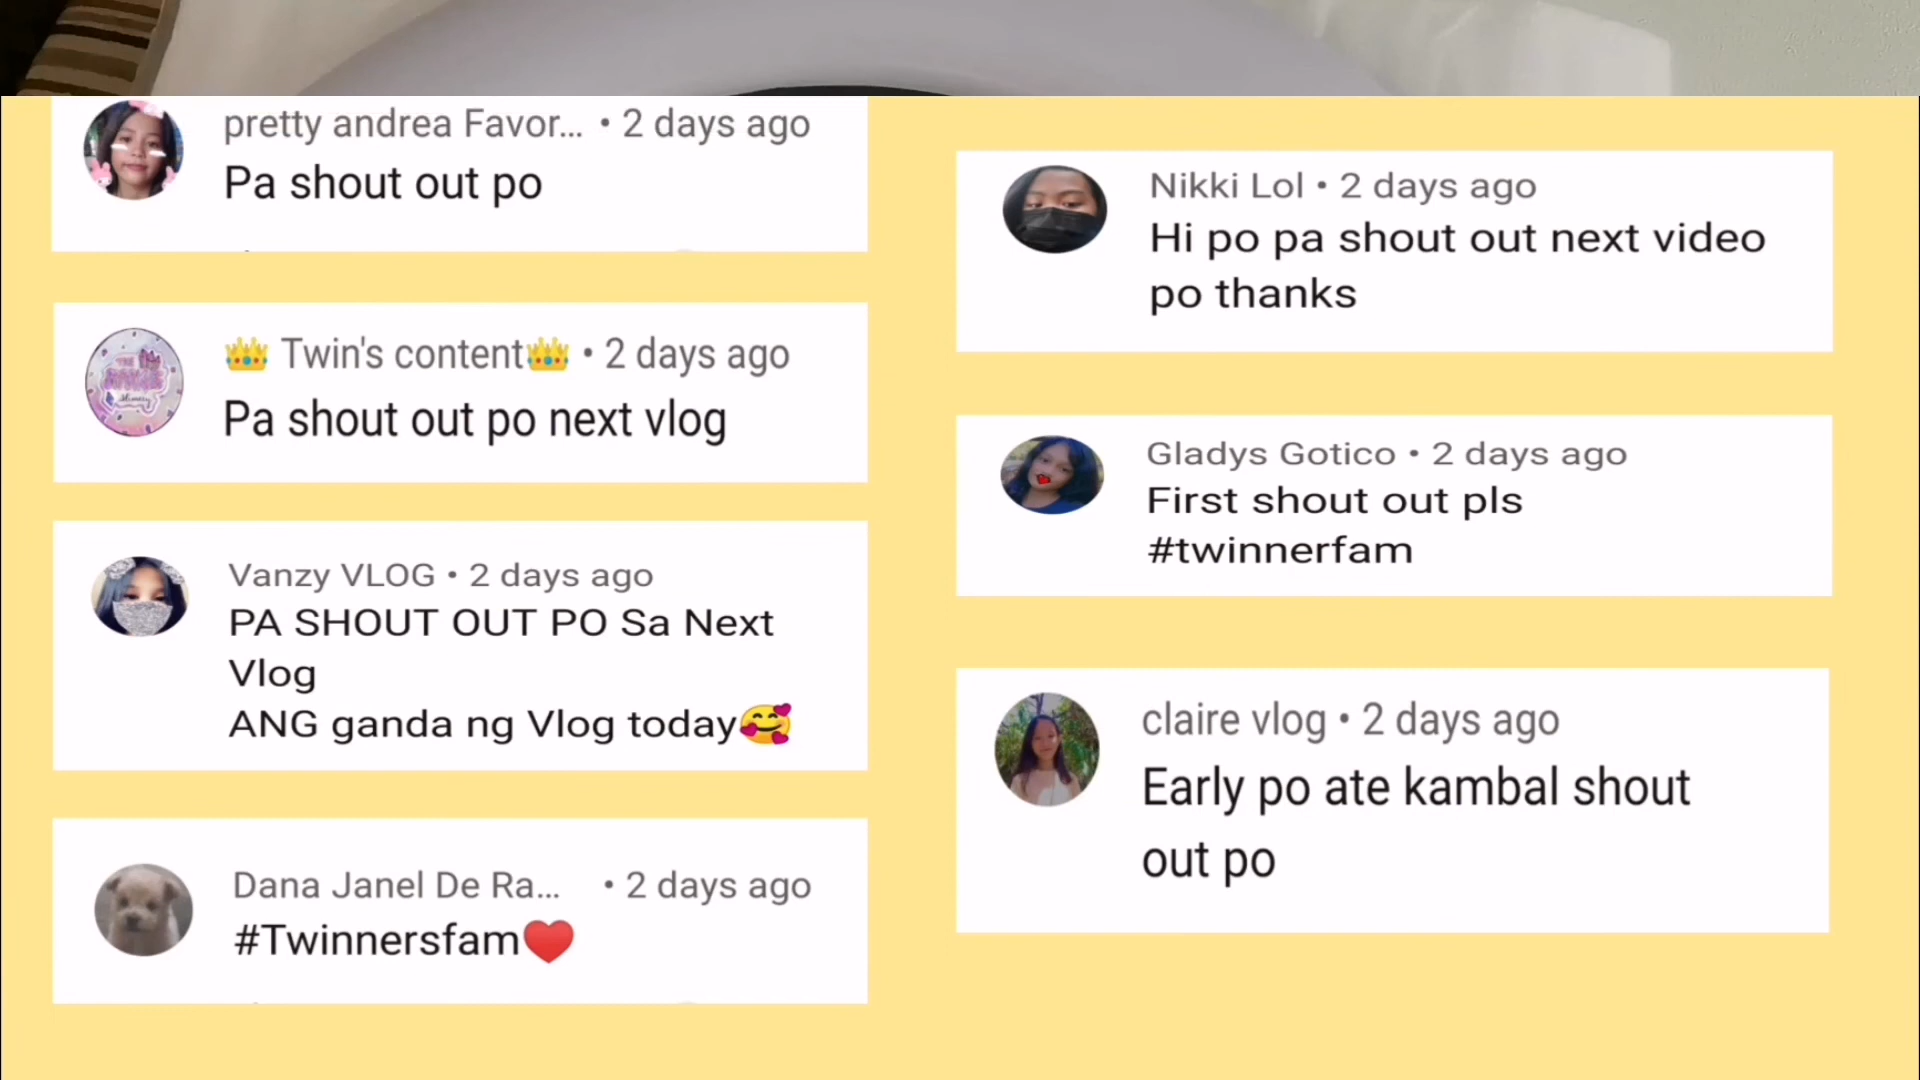 pretty andrea Favor... • 2 days ago
Pa shout out po
👑 Twin's content👑 • 2 days ago
Pa shout out po next vlog
Vanzy VLOG • 2 days ago
PA SHOUT OUT PO Sa Next
Vlog
ANG ganda ng Vlog today🥰
Dana Janel De Ra... • 2 days ago
#Twinnersfam❤️
Nikki Lol • 2 days ago
Hi po pa shout out next video
po thanks
Gladys Gotico • 2 days ago
First shout out pls
#twinnerfam
claire vlog • 2 days ago
Early po ate kambal shout
out po